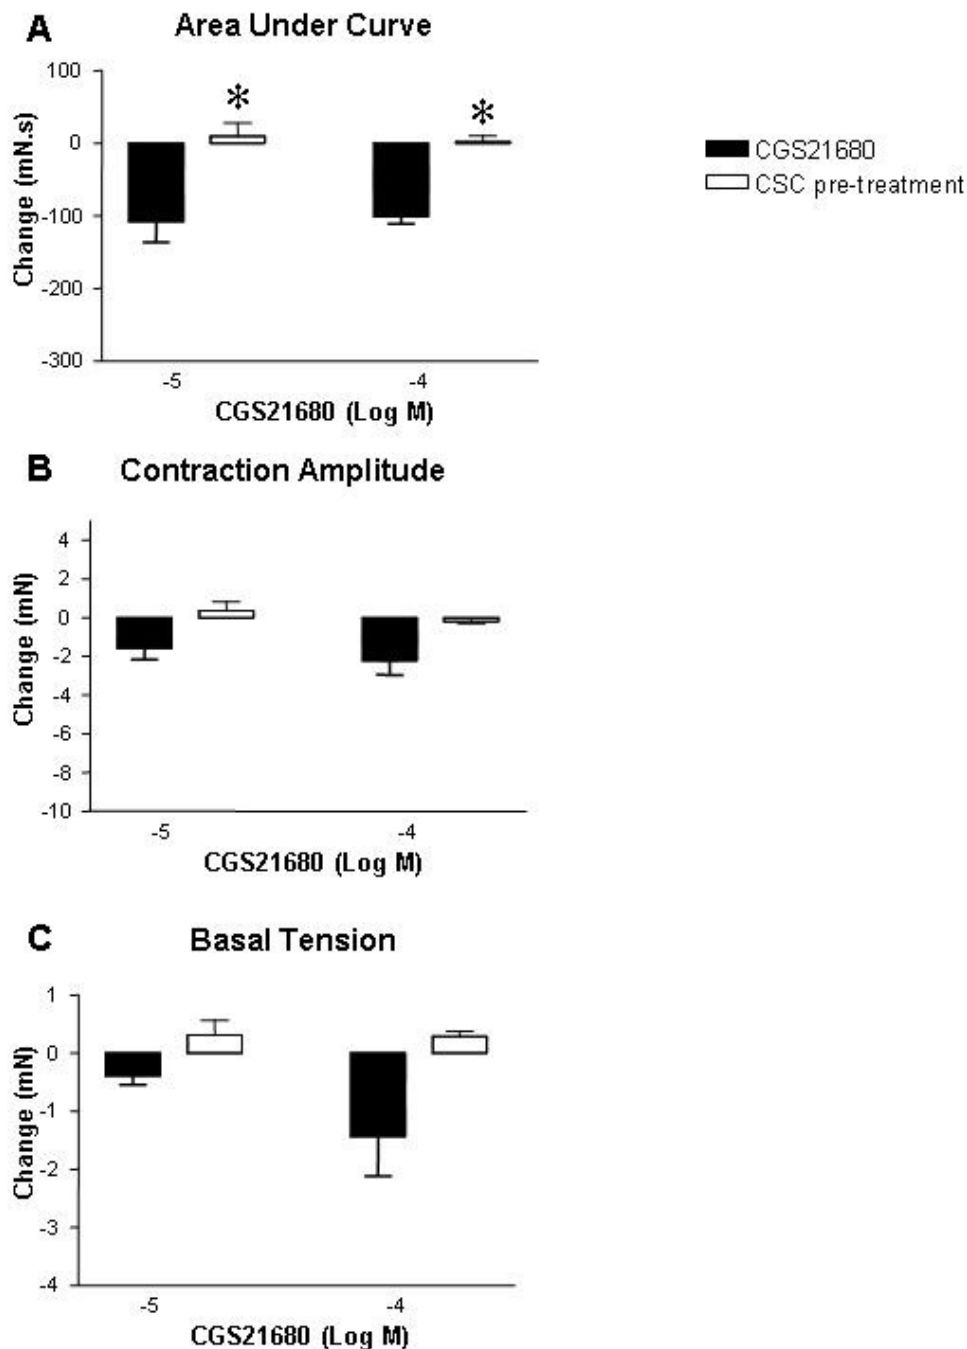 A Area Under Curve
100
0
-100
-200
-300
Change (mN.s)
*
*
-5
-4
CGS21680 (Log M)
CGS21680
CSC pre-treatment
B Contraction Amplitude
4
2
0
-2
-4
-6
-8
-10
Change (mN)
-5
-4
CGS21680 (Log M)
C Basal Tension
1
0
-1
-2
-3
-4
Change (mN)
-5
-4
CGS21680 (Log M)